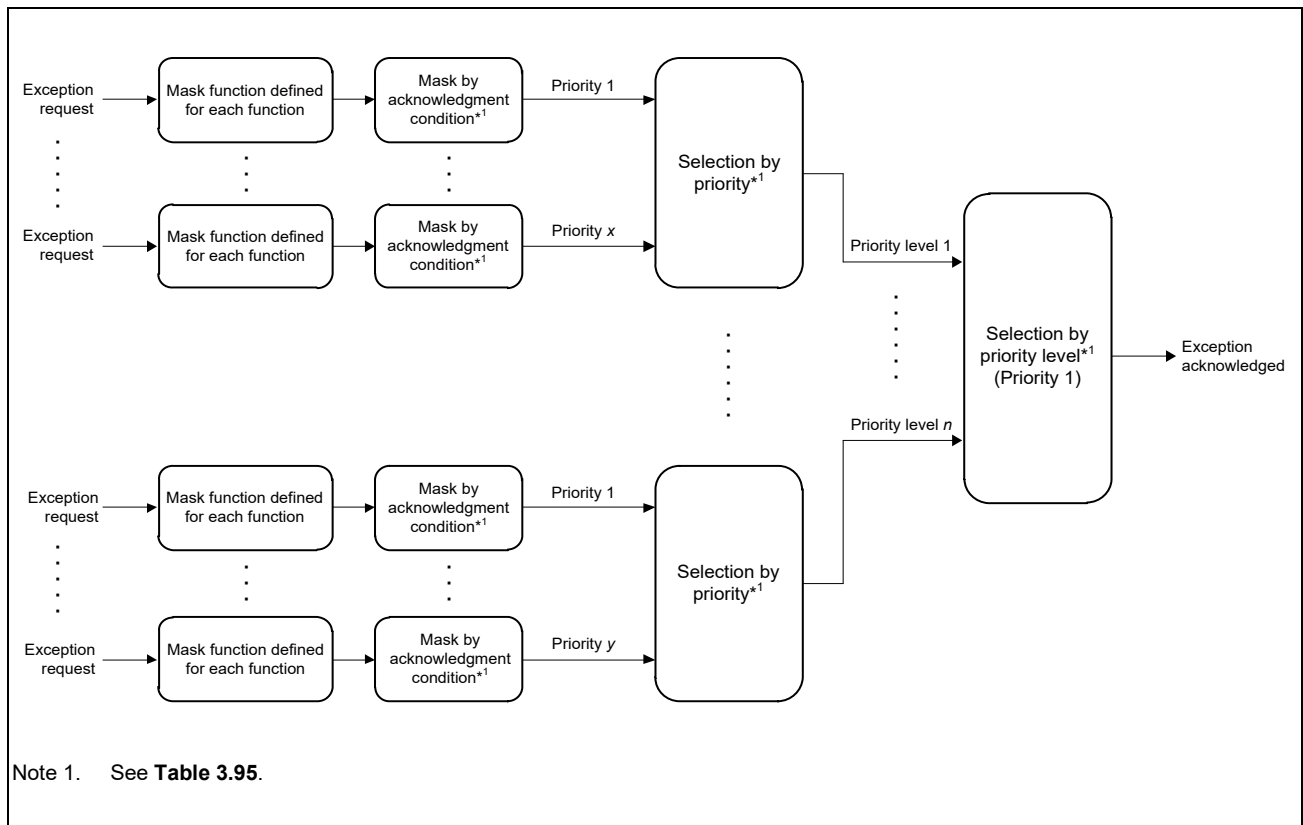 Exception
request
Mask function defined
for each function
Mask by
acknowledgment
condition*1
Priority 1
Exception
request
Mask function defined
for each function
Mask by
acknowledgment
condition*1
Priority x
Selection by
priority*1
Priority level 1
Selection by
priority level*1
(Priority 1)
Exception
acknowledged
Priority level n
Exception
request
Mask function defined
for each function
Mask by
acknowledgment
condition*1
Priority 1
Selection by
priority*1
Exception
request
Mask function defined
for each function
Mask by
acknowledgment
condition*1
Priority y
Note 1. See Table 3.95.